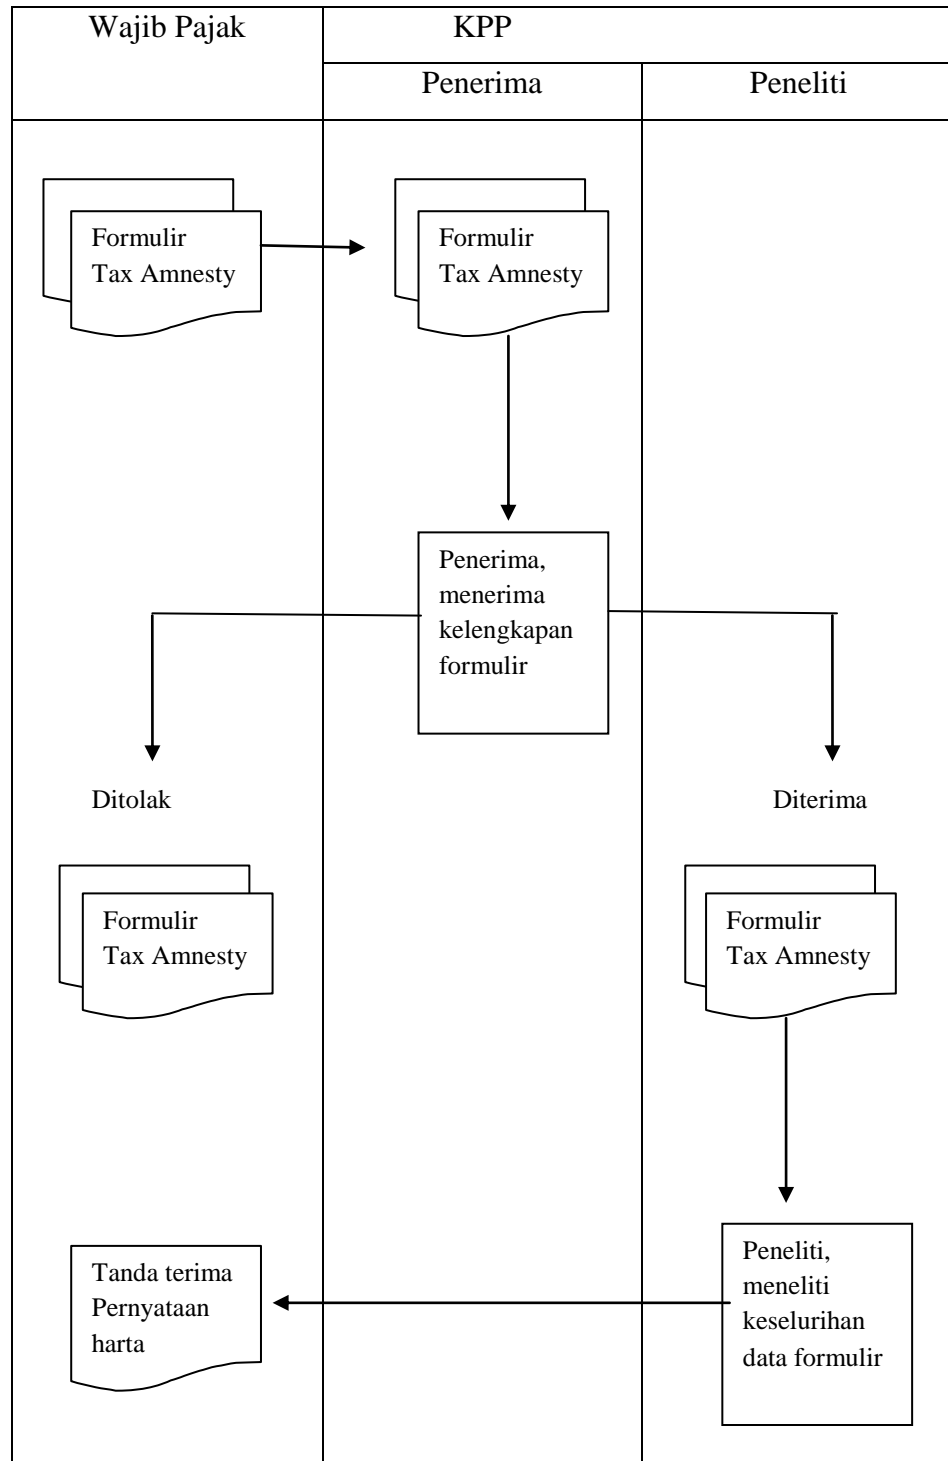 Wajib Pajak
KPP
Penerima
Peneliti
Formulir
Tax Amnesty
Formulir
Tax Amnesty
Penerima,
menerima
kelengkapan
formulir
Ditolak
Diterima
Formulir
Tax Amnesty
Formulir
Tax Amnesty
Tanda terima
Pernyataan
harta
Peneliti,
meneliti
keselurihan
data formulir